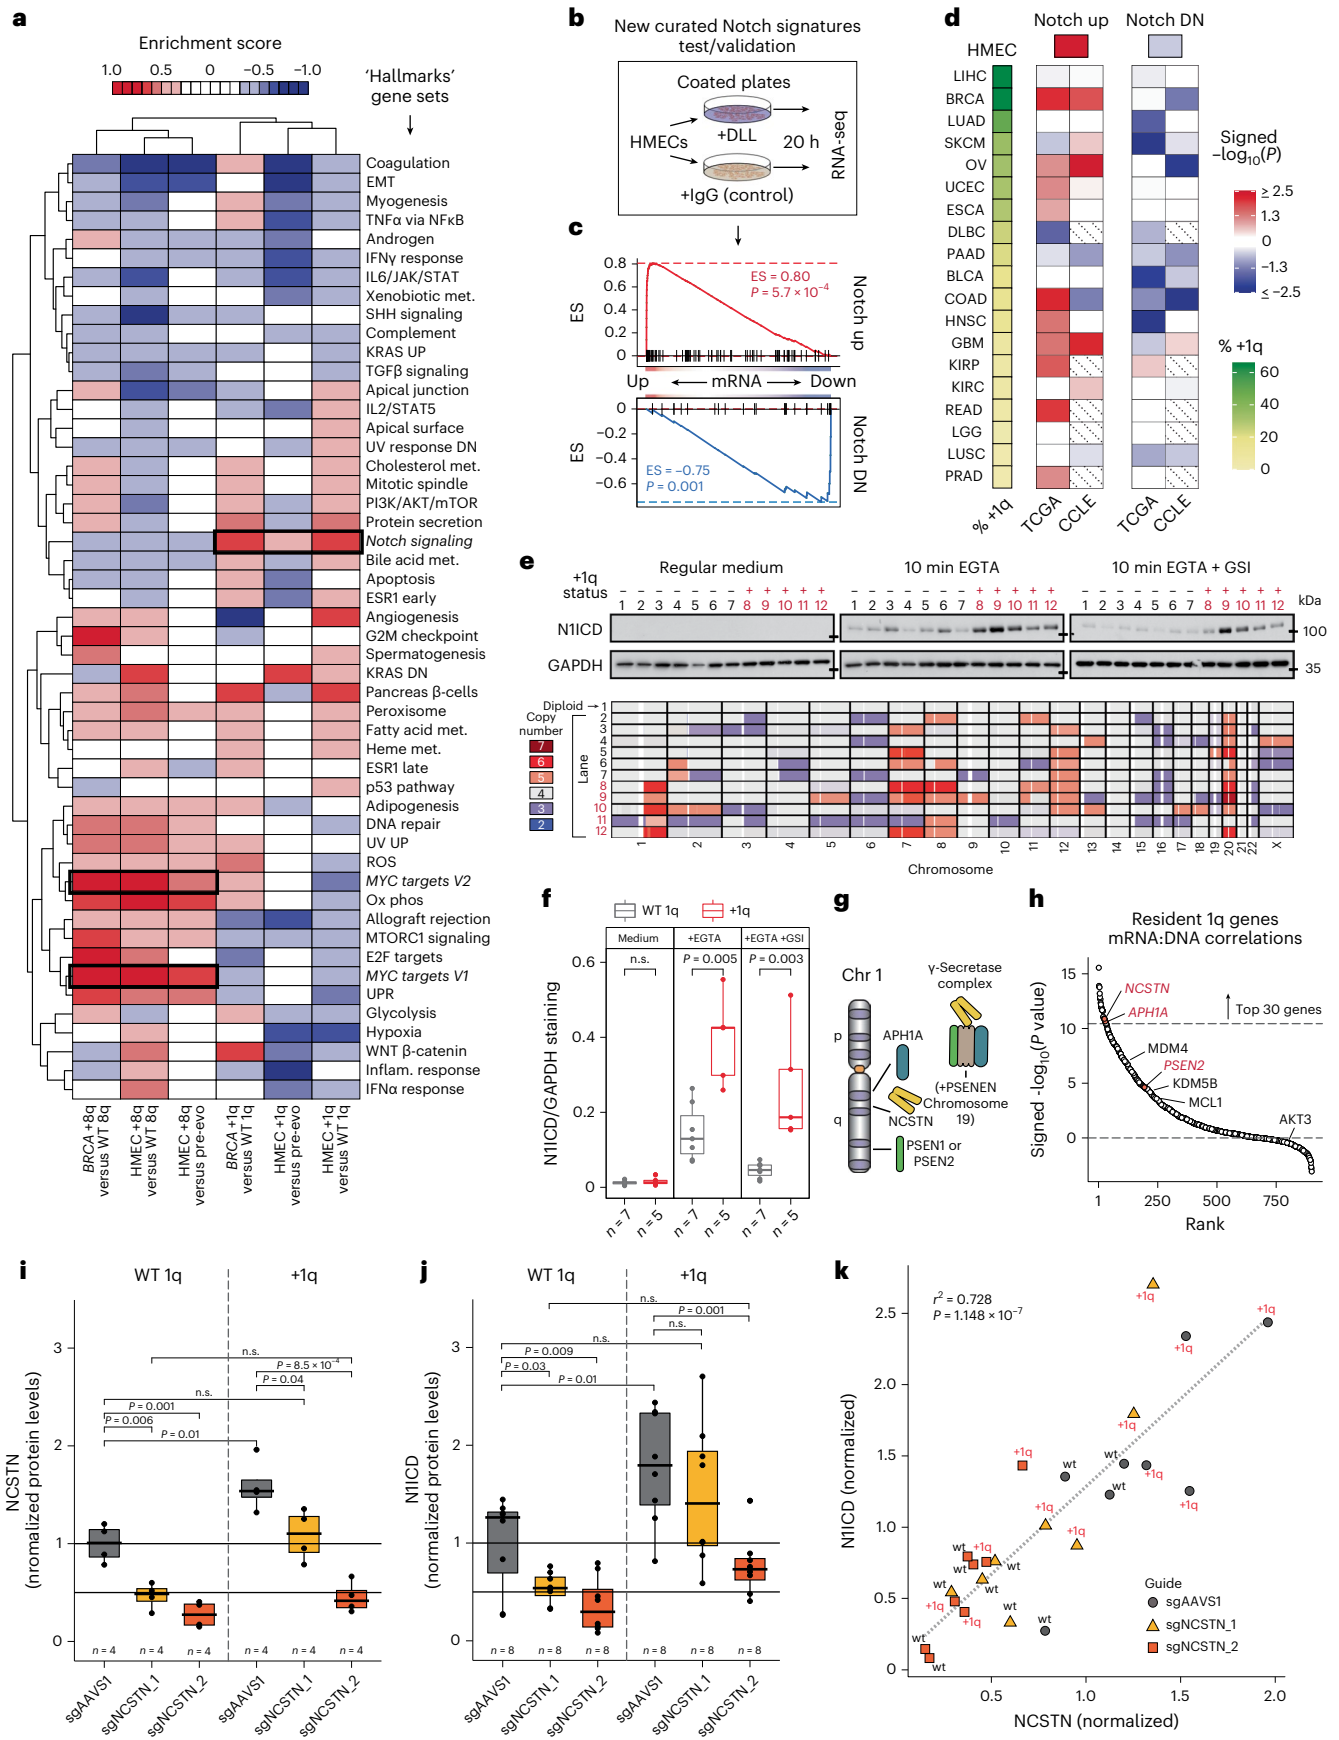 a
Enrichment score
1.0 0.5 0 −0.5 −1.0
'Hallmarks'
gene sets
Coagulation
EMT
Myogenesis
TNFα via NFκB
Androgen
IFNγ response
IL6/JAK/STAT
Xenobiotic met.
SHH signaling
Complement
KRAS UP
TGFβ signaling
Apical junction
IL2/STAT5
Apical surface
UV response DN
Cholesterol met.
Mitotic spindle
PI3K/AKT/mTOR
Protein secretion
Notch signaling
Bile acid met.
Apoptosis
ESR1 early
Angiogenesis
G2M checkpoint
Spermatogenesis
KRAS DN
Pancreas β-cells
Peroxisome
Fatty acid met.
Heme met.
ESR1 late
p53 pathway
Adipogenesis
DNA repair
UV UP
ROS
MYC targets V2
Ox phos
Allograft rejection
MTORC1 signaling
E2F targets
MYC targets V1
UPR
Glycolysis
Hypoxia
WNT β-catenin
Inflam. response
IFNα response
BRCA +8q
versus WT 8q
HMEC +8q
versus WT 8q
HMEC +8q
versus pre-evo
BRCA +1q
versus WT 1q
HMEC +1q
versus pre-evo
HMEC +1q
versus WT 1q
b
New curated Notch signatures
test/validation
Coated plates
HMECs
+DLL
20 h
+IgG (control)
RNA-seq
c
ES = 0.80
P = 5.7 × 10−4
0.8
0.6
0.4
0.2
0
ES
Notch up
Up mRNA Down
0
−0.2
−0.4
−0.6
ES
ES = −0.75
P = 0.001
Notch DN
d
Notch up Notch DN
HMEC
LIHC
BRCA
LUAD
SKCM
OV
UCEC
ESCA
DLBC
PAAD
BLCA
COAD
HNSC
GBM
KIRP
KIRC
READ
LGG
LUSC
PRAD
% +1q TCGA CCLE TCGA CCLE
Signed
−log10(P)
≥ 2.5
1.3
0
−1.3
≤ −2.5
% +1q
60
40
20
0
e
+1q
status
Regular medium 10 min EGTA 10 min EGTA + GSI
− − − − − − − + + + + +
1 2 3 4 5 6 7 8 9 10 11 12
− − − − − − − + + + + +
1 2 3 4 5 6 7 8 9 10 11 12
− − − − − − − + + + + +
1 2 3 4 5 6 7 8 9 10 11 12
kDa
N1ICD
100
GAPDH
35
Diploid → 1
Copy
number
7
6
5
4
3
2
Lane
2
3
4
5
6
7
8
9
10
11
12
1 2 3 4 5 6 7 8 9 10 11 12 13 14 15 16 17 18 19 20 21 22 X
Chromosome
f
WT 1q +1q
Medium +EGTA +EGTA +GSI
n.s. P = 0.005 P = 0.003
0.6
0.4
0.2
0
N1ICD/GAPDH staining
n = 7 n = 5 n = 7 n = 5 n = 7 n = 5
g
Chr 1
p
q
γ-Secretase
complex
APH1A
NCSTN
PSEN1 or
PSEN2
(+PSENEN
Chromosome
19)
h
Resident 1q genes
mRNA:DNA correlations
15
10
5
0
Signed -log10(P value)
NCSTN
APH1A
Top 30 genes
MDM4
PSEN2
KDM5B
MCL1
AKT3
1 250 500 750
Rank
i
WT 1q +1q
n.s.
P = 8.5 × 10−4
P = 0.04
n.s.
P = 0.001
P = 0.006
P = 0.01
3
2
1
0
NCSTN
(nromalized protein levels)
n = 4 n = 4 n = 4 n = 4 n = 4 n = 4
sgAAVS1 sgNCSTN_1 sgNCSTN_2 sgAAVS1 sgNCSTN_1 sgNCSTN_2
j
WT 1q +1q
n.s.
P = 0.001
n.s.
n.s.
P = 0.009
P = 0.03
P = 0.01
3
2
1
0
N1ICD
(normalized protein levels)
n = 8 n = 8 n = 8 n = 8 n = 8 n = 8
sgAAVS1 sgNCSTN_1 sgNCSTN_2 sgAAVS1 sgNCSTN_1 sgNCSTN_2
k
r2 = 0.728
P = 1.148 × 10−7
2.5
2.0
1.5
1.0
0.5
0
N1ICD (normalized)
+1q
+1q
+1q
+1q
+1q
wt
wt
+1q
wt
+1q
+1q
+1q
wt
+1q
wt
wt
wt
wt
+1q
+1q
wt
wt
wt
wt
Guide
sgAAVS1
sgNCSTN_1
sgNCSTN_2
0.5 1.0 1.5 2.0
NCSTN (normalized)